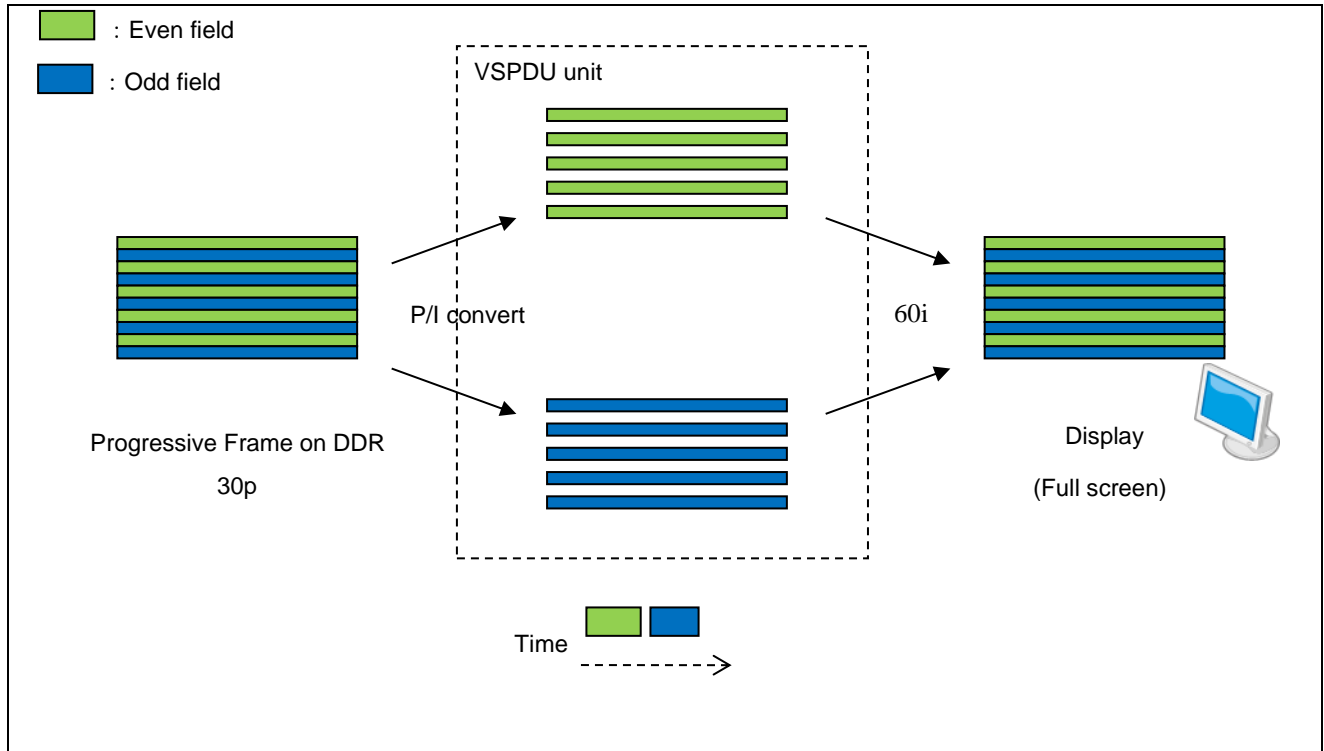 : Even field
: Odd field
VSPDU unit
P/I convert
60i
Progressive Frame on DDR
30p
Display
(Full screen)
Time